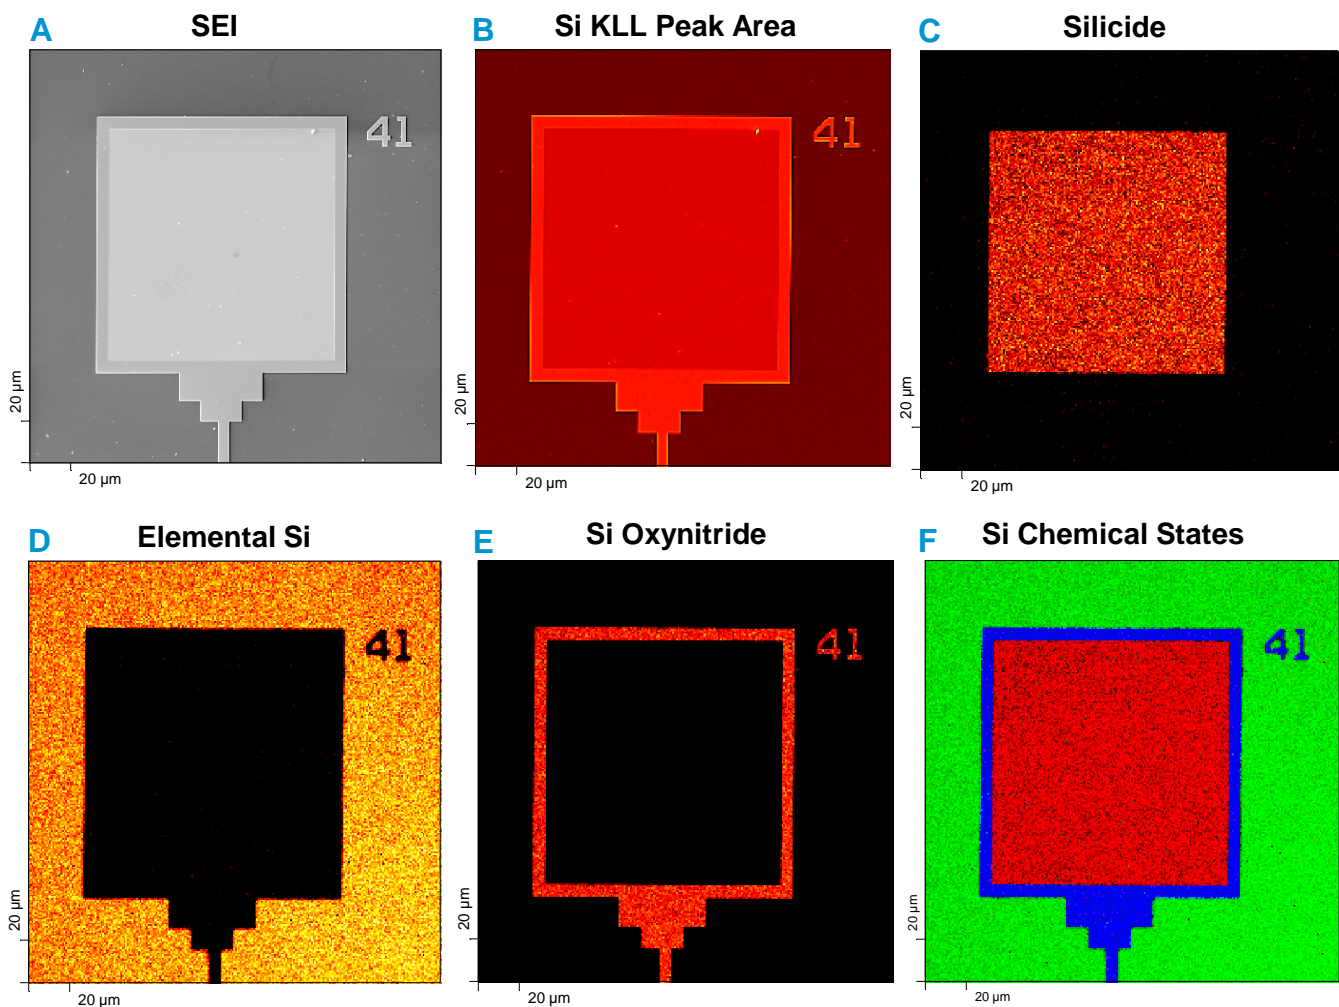 A
SEI
B
Si KLL Peak Area
C
Silicide
41
41
20 µm
20 µm
20 µm
20 µm
20 µm
20 µm
D
Elemental Si
E
Si Oxynitride
F
Si Chemical States
41
41
41
20 µm
20 µm
20 µm
20 µm
20 µm
20 µm